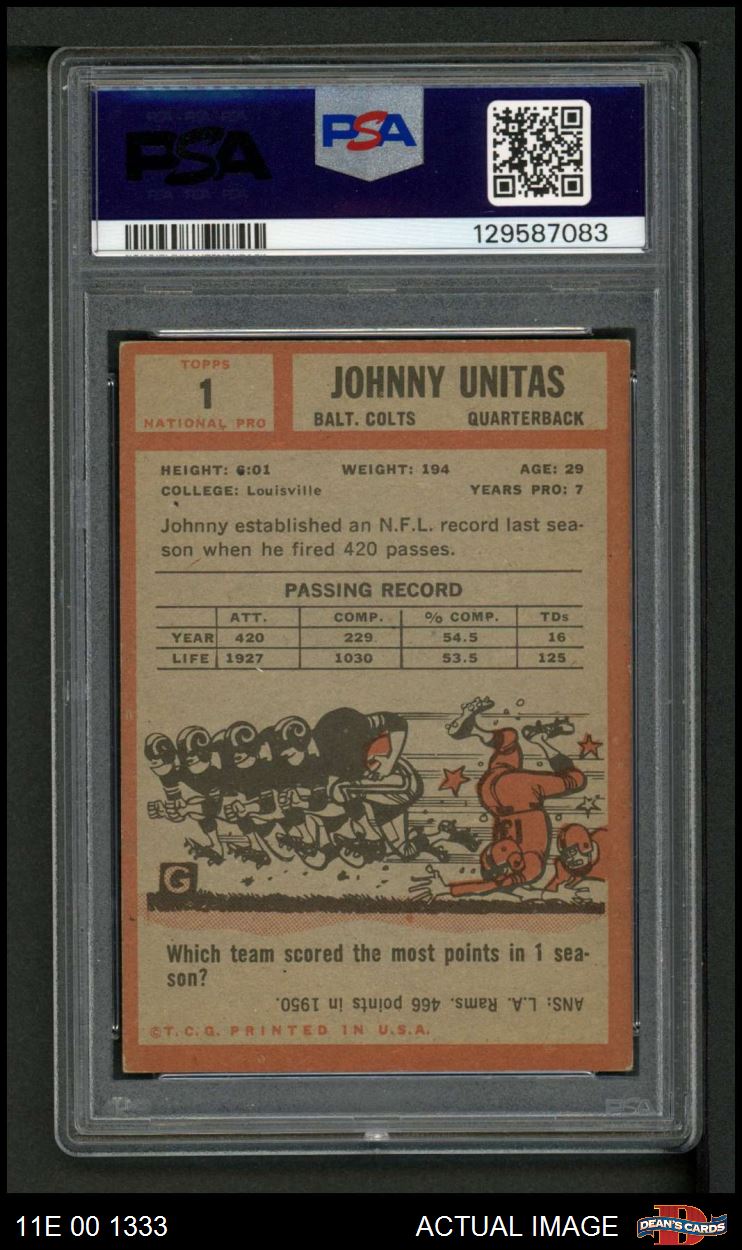 PSA
PSA
129587083
TOPPS
1
NATIONAL PRO
JOHNNY UNITAS
BALT. COLTS QUARTERBACK
HEIGHT: 6:01 WEIGHT: 194 AGE: 29
COLLEGE: Louisville YEARS PRO: 7
Johnny established an N.F.L. record last sea-
son when he fired 420 passes.
PASSING RECORD
ATT. COMP. % COMP. TDs
YEAR 420 229 54.5 16
LIFE 1927 1030 53.5 125
13
G
Which team scored the most points in 1 sea-
son?
ANS: L.A. Rams. 466 points in 1950.
©T.C.G. PRINTED IN U.S.A.
PSA
11E 00 1333
ACTUAL IMAGE
D
DEAN'S CARDS